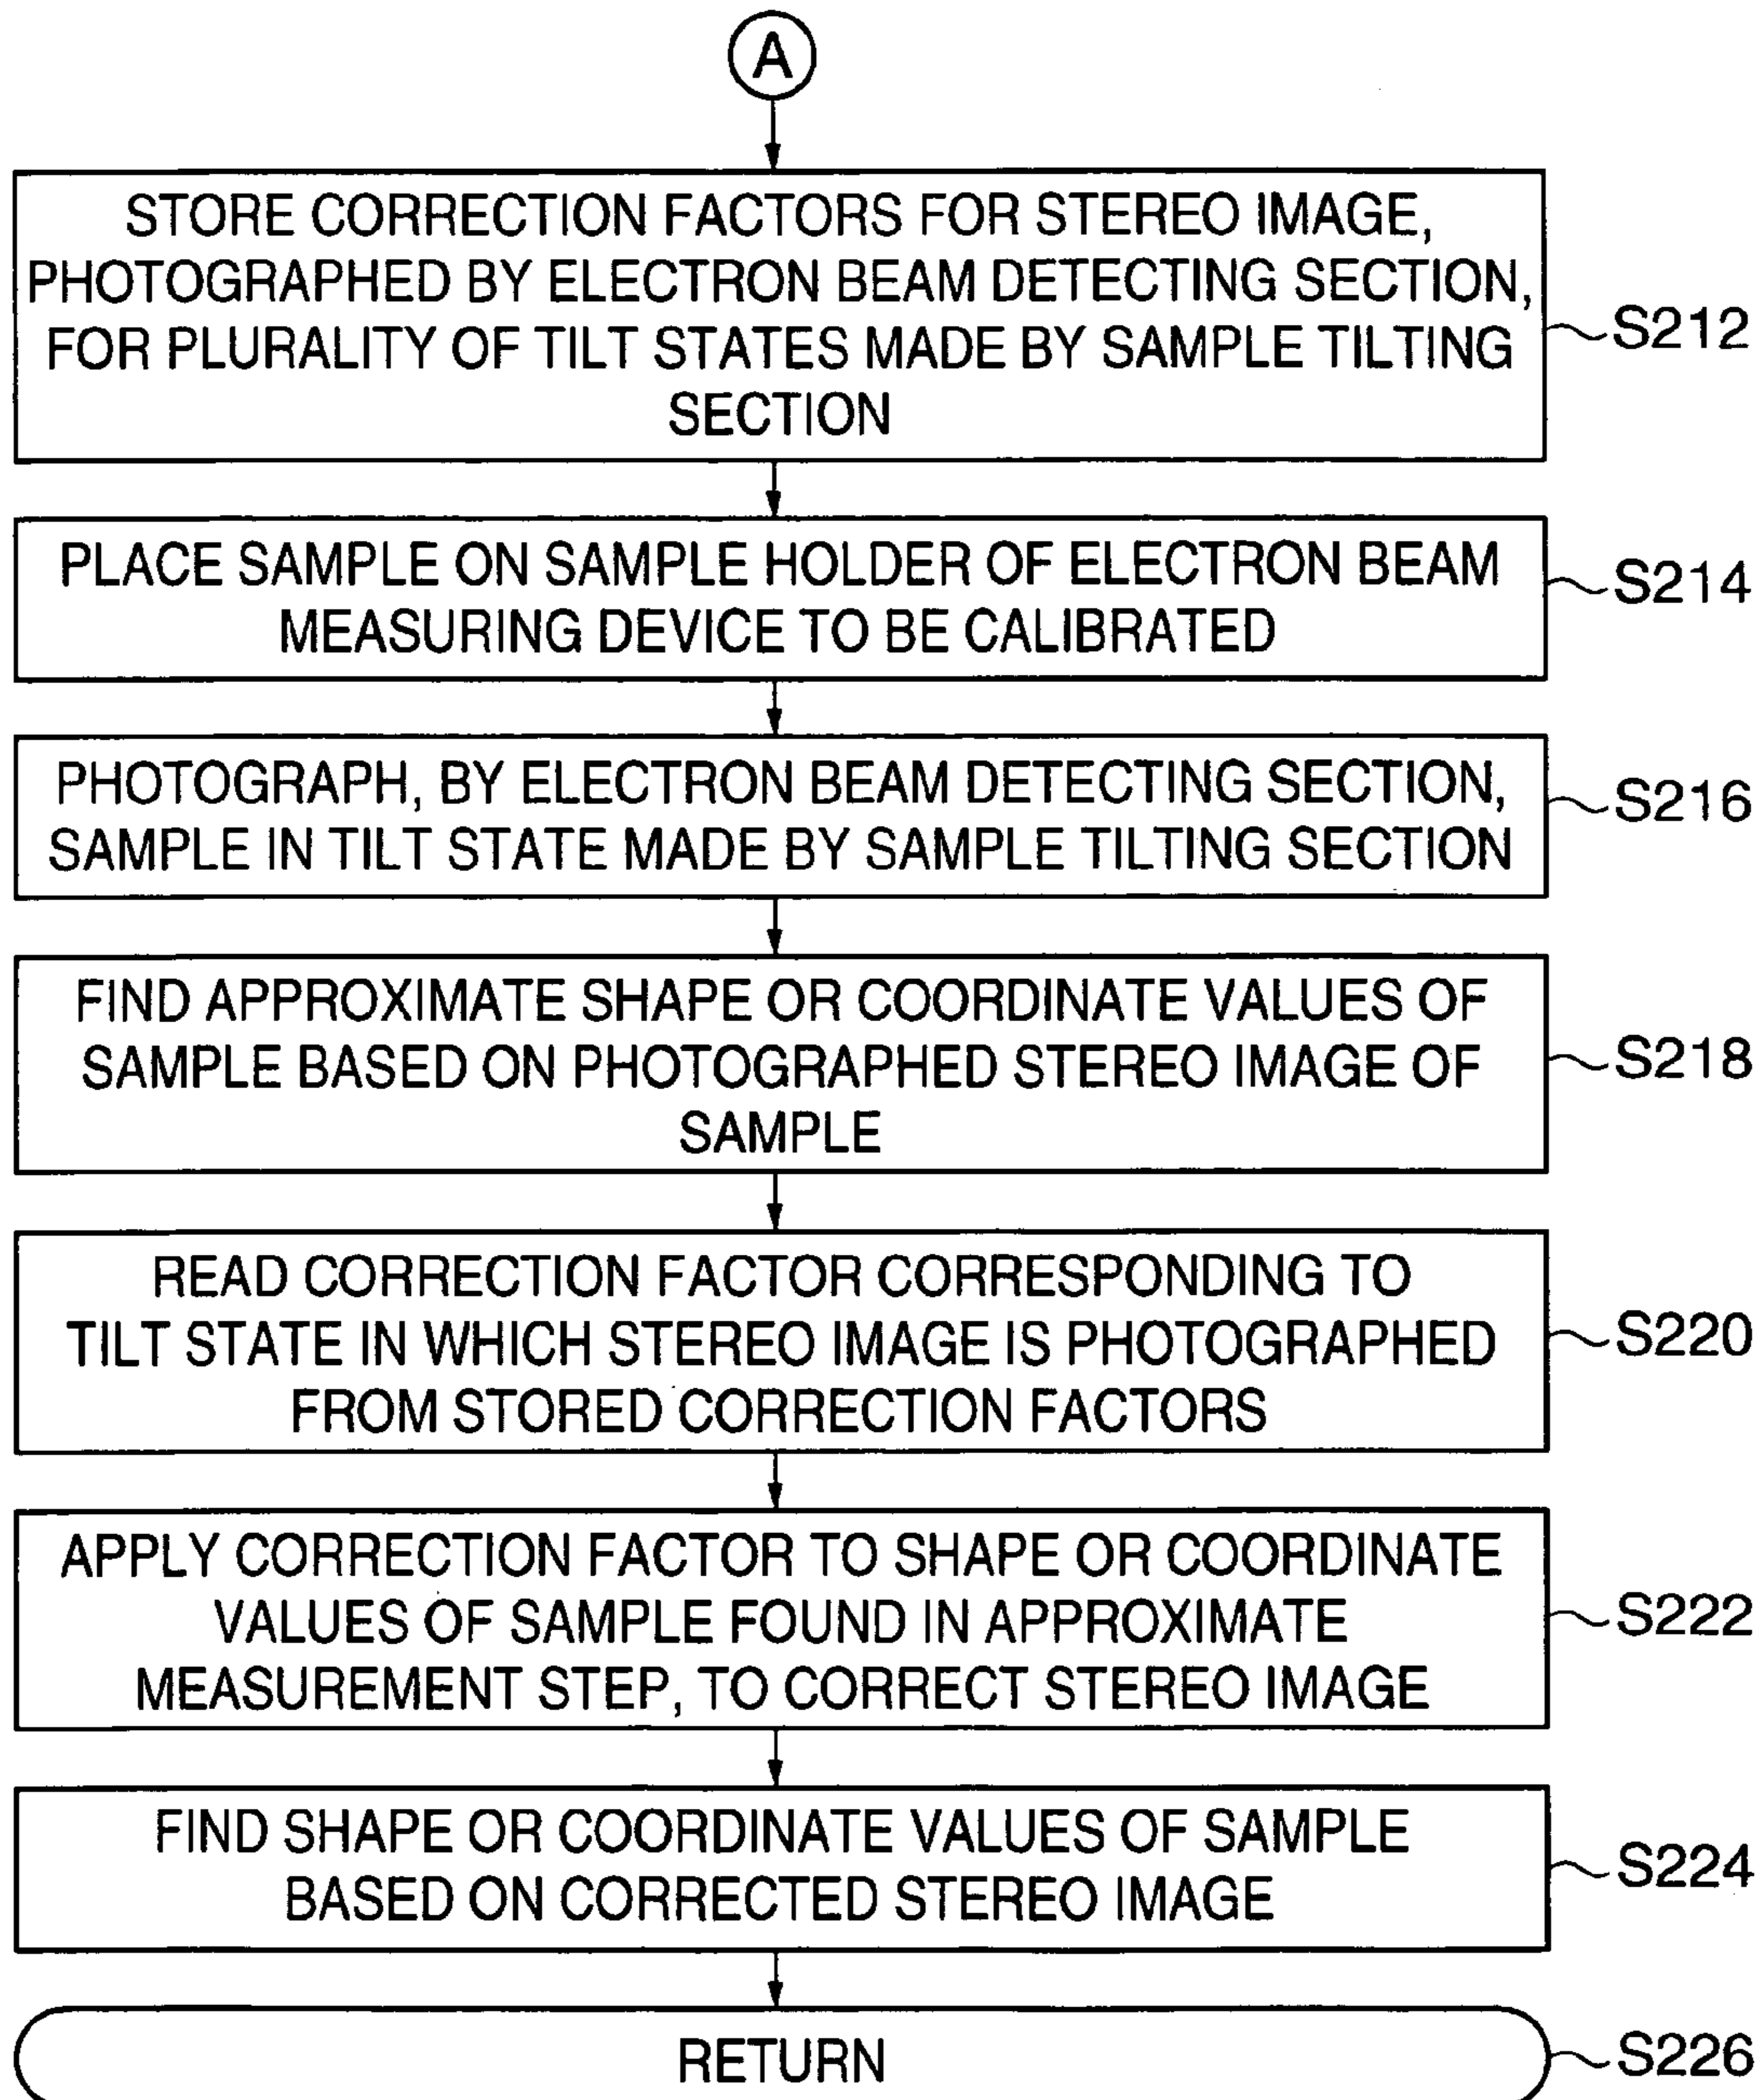 A
STORE CORRECTION FACTORS FOR STEREO IMAGE,
PHOTOGRAPHED BY ELECTRON BEAM DETECTING SECTION,
FOR PLURALITY OF TILT STATES MADE BY SAMPLE TILTING
SECTION
S212
PLACE SAMPLE ON SAMPLE HOLDER OF ELECTRON BEAM
MEASURING DEVICE TO BE CALIBRATED
S214
PHOTOGRAPH, BY ELECTRON BEAM DETECTING SECTION,
SAMPLE IN TILT STATE MADE BY SAMPLE TILTING SECTION
S216
FIND APPROXIMATE SHAPE OR COORDINATE VALUES OF
SAMPLE BASED ON PHOTOGRAPHED STEREO IMAGE OF
SAMPLE
S218
READ CORRECTION FACTOR CORRESPONDING TO
TILT STATE IN WHICH STEREO IMAGE IS PHOTOGRAPHED
FROM STORED CORRECTION FACTORS
S220
APPLY CORRECTION FACTOR TO SHAPE OR COORDINATE
VALUES OF SAMPLE FOUND IN APPROXIMATE
MEASUREMENT STEP, TO CORRECT STEREO IMAGE
S222
FIND SHAPE OR COORDINATE VALUES OF SAMPLE
BASED ON CORRECTED STEREO IMAGE
S224
RETURN
S226